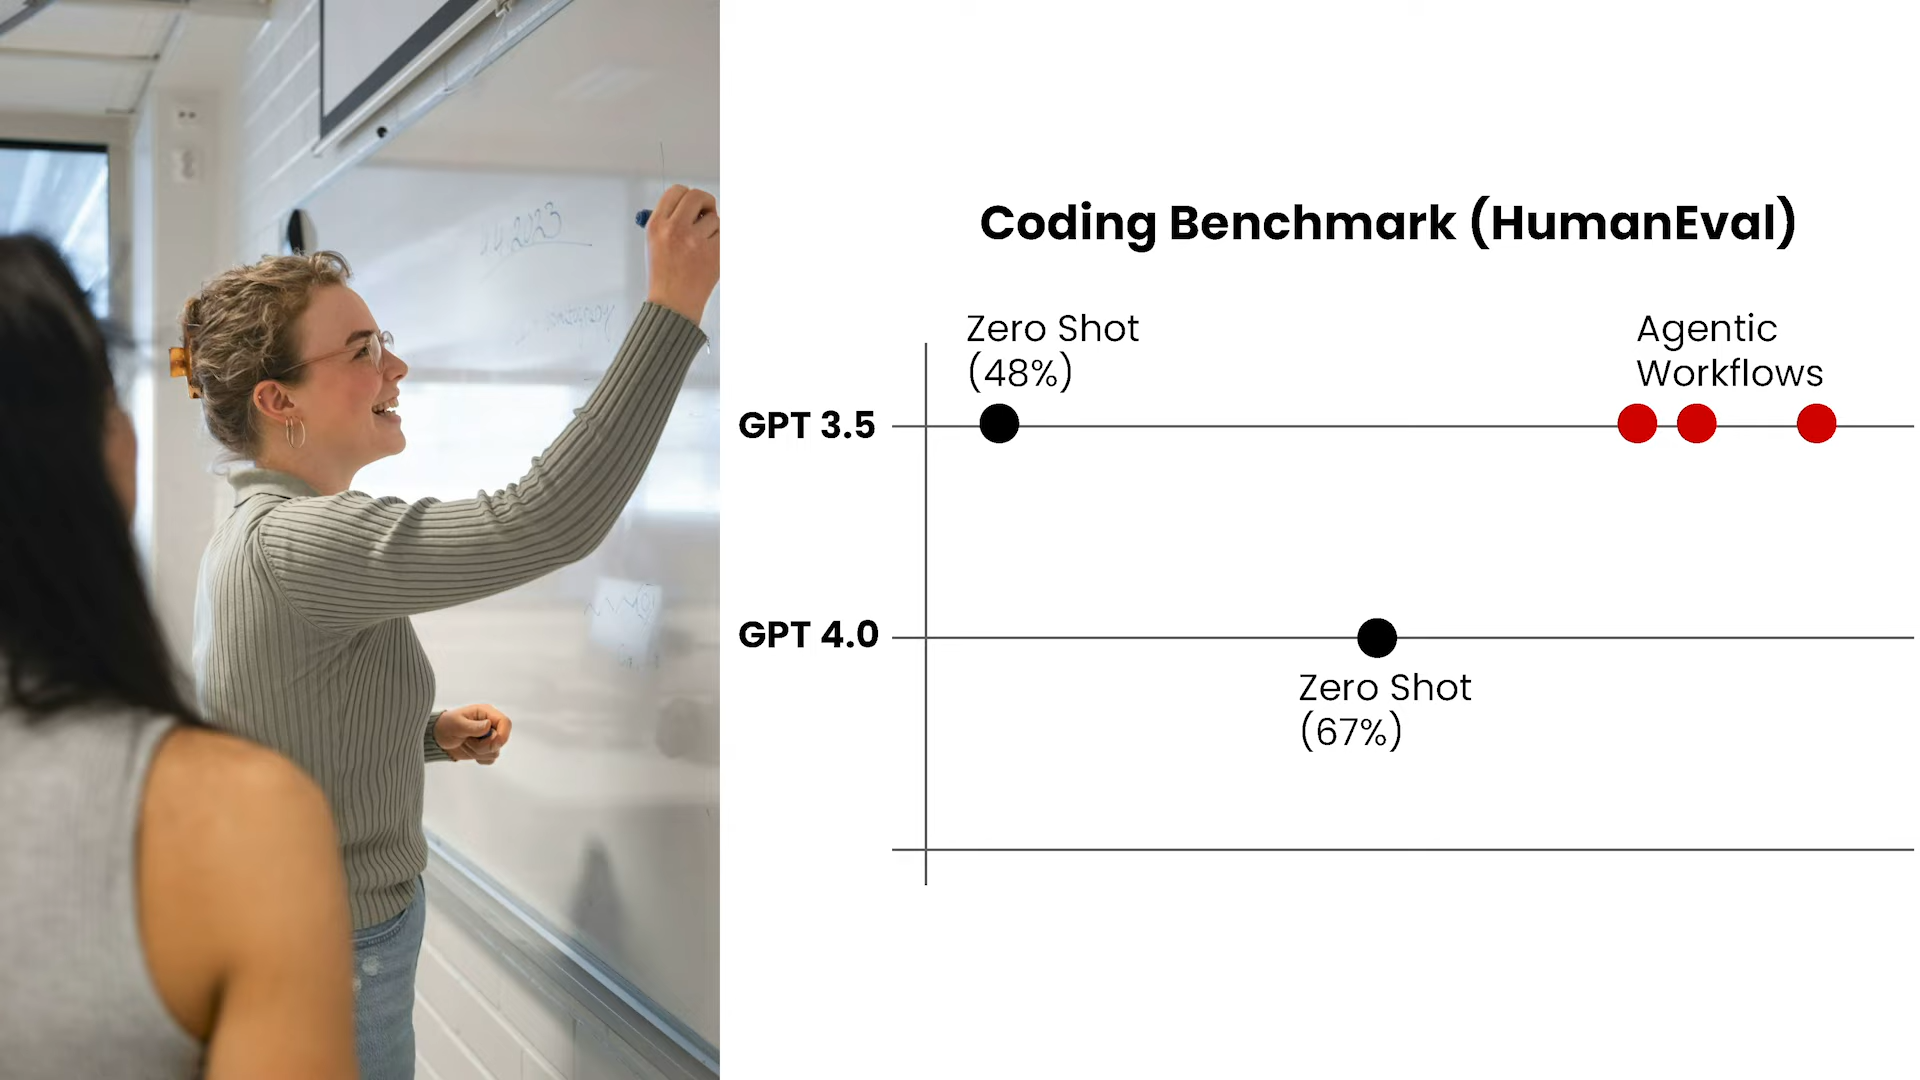 Coding Benchmark (HumanEval)
Zero Shot
(48%)
Agentic
Workflows
GPT 3.5
GPT 4.0
Zero Shot
(67%)